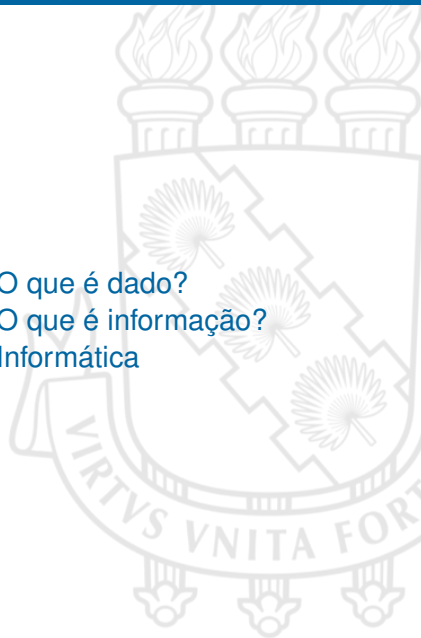 O que é dado?
O que é informação?
Informática
VIRTVS VNITA FOR